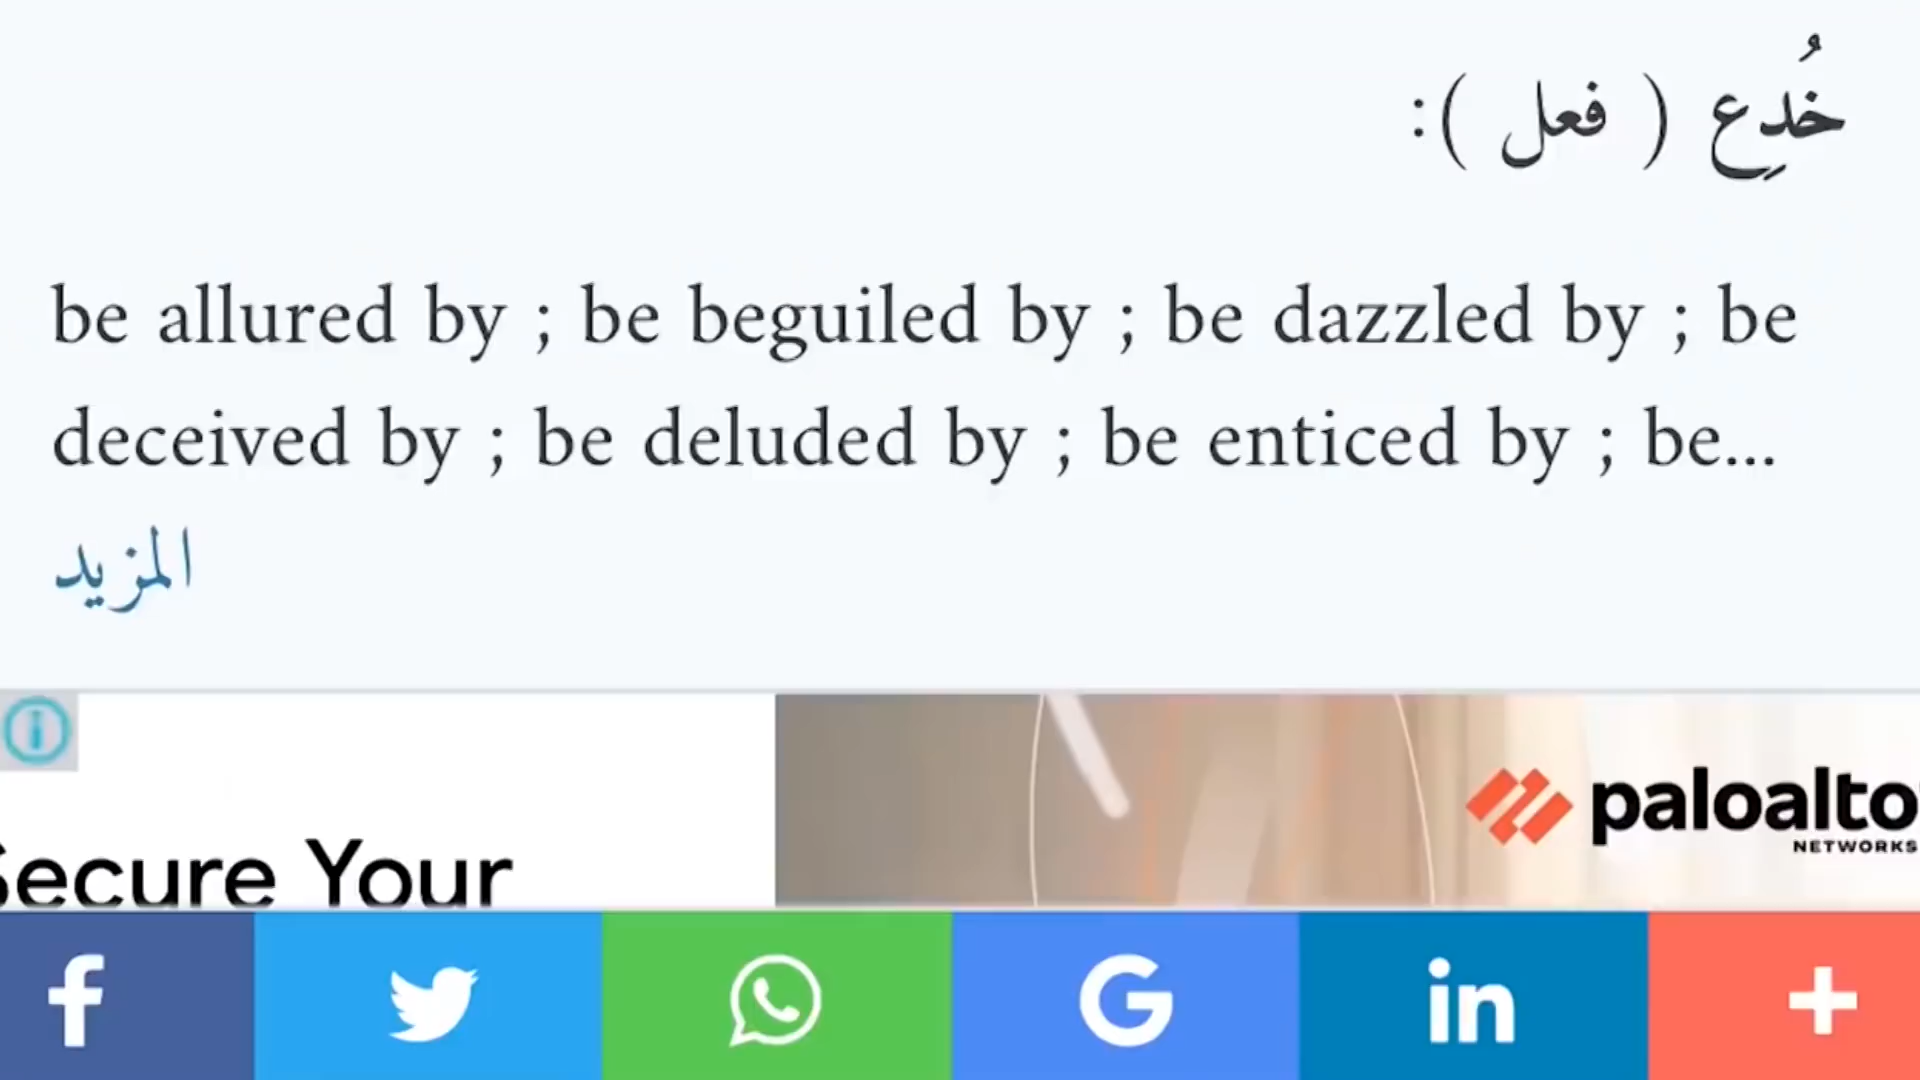 خُدِع ( فعل ):
be allured by ; be beguiled by ; be dazzled by ; be
deceived by ; be deluded by ; be enticed by ; be...
المزيد
paloalto
NETWORKS
Secure Your
f
G
in
+